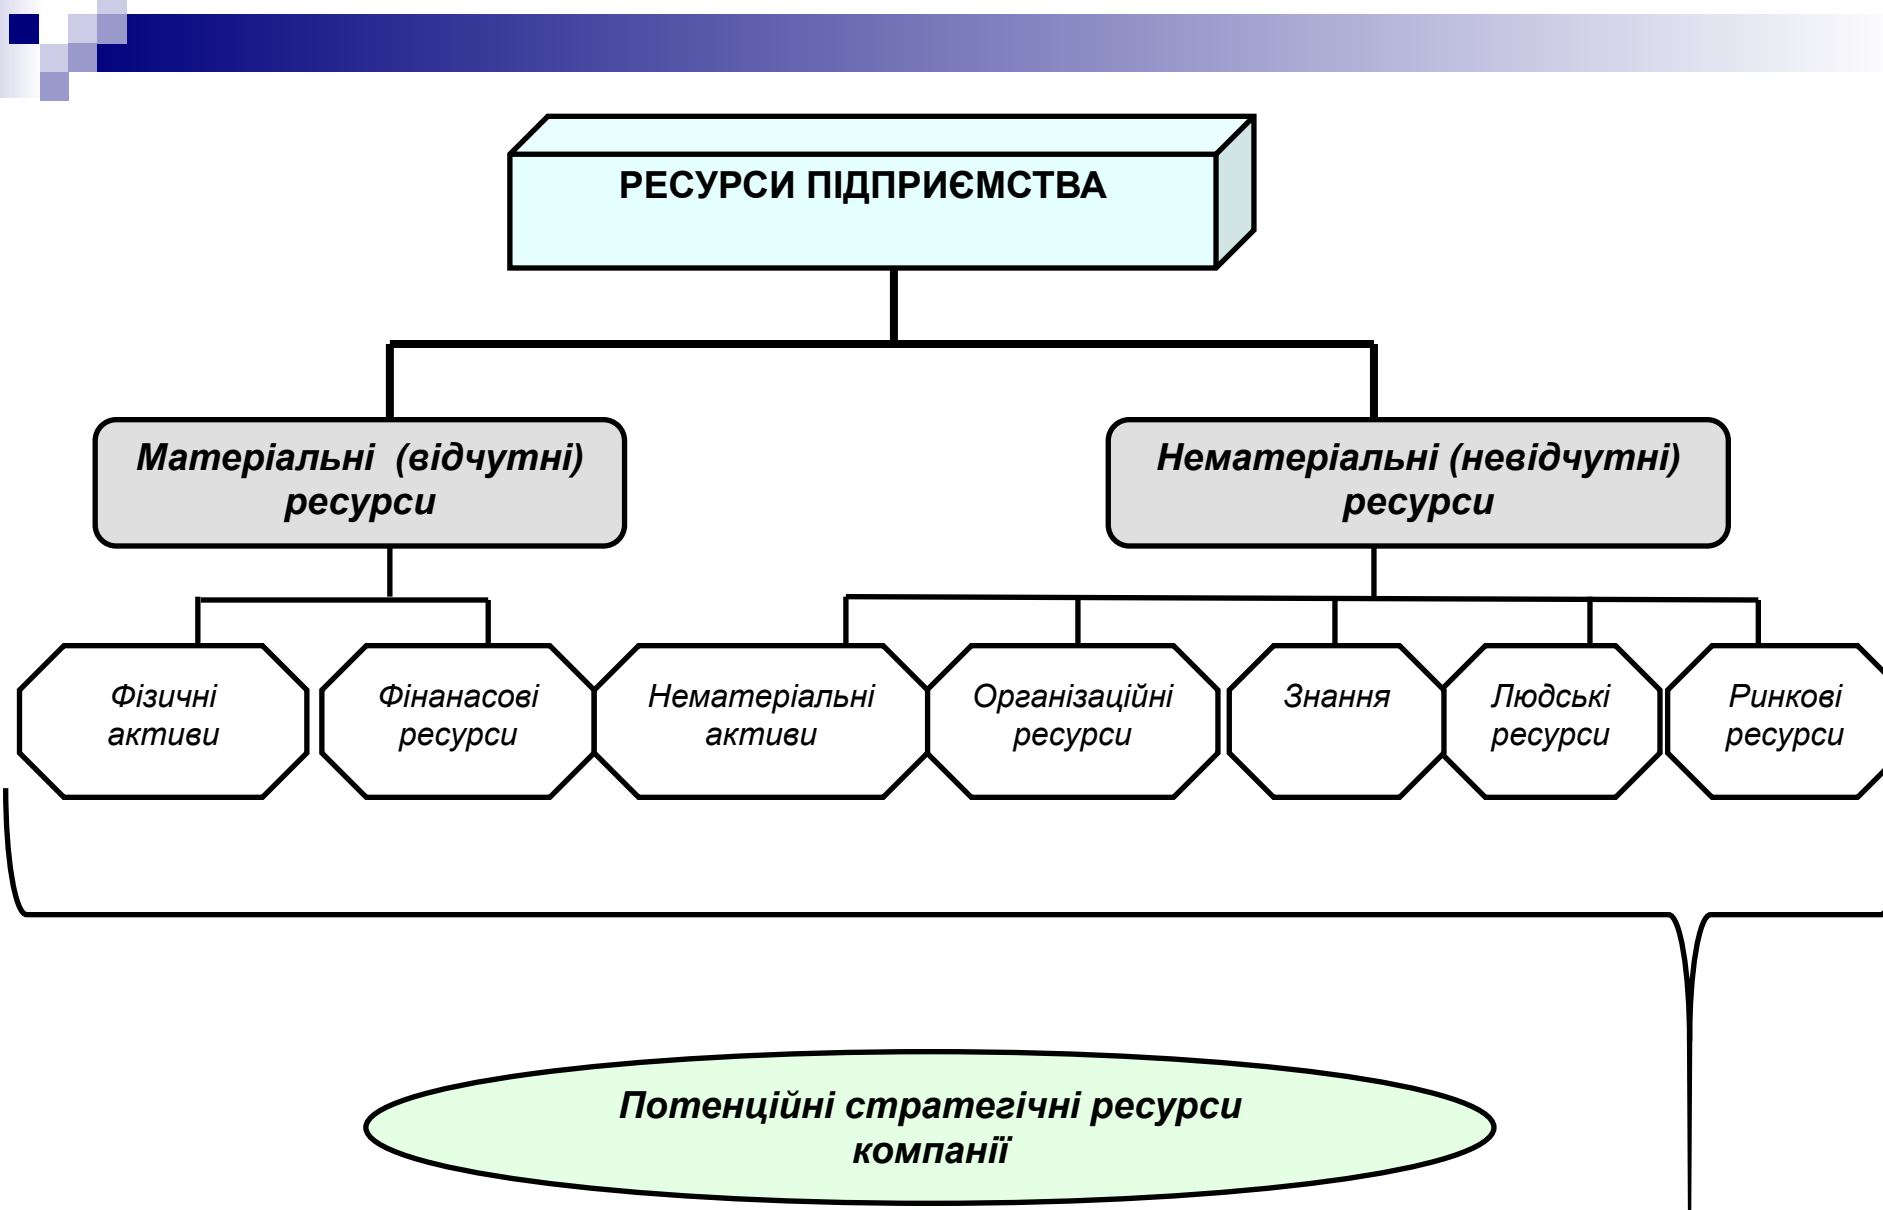 РЕСУРСИ ПІДПРИЄМСТВА
Матеріальні (відчутні)
ресурси
Нематеріальні (невідчутні)
ресурси
Фізичні
активи
Фінанасові
ресурси
Нематеріальні
активи
Організаційні
ресурси
Знання
Людські
ресурси
Ринкові
ресурси
Потенційні стратегічні ресурси
компанії